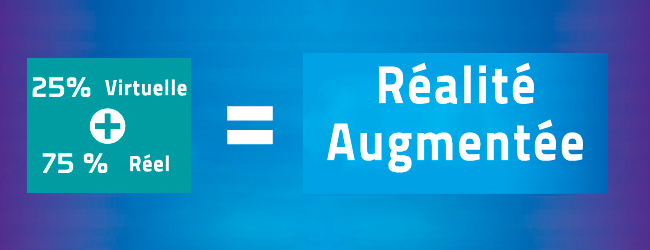 25% Virtuelle
+
75 % Réel
=
Réalité
Augmentée